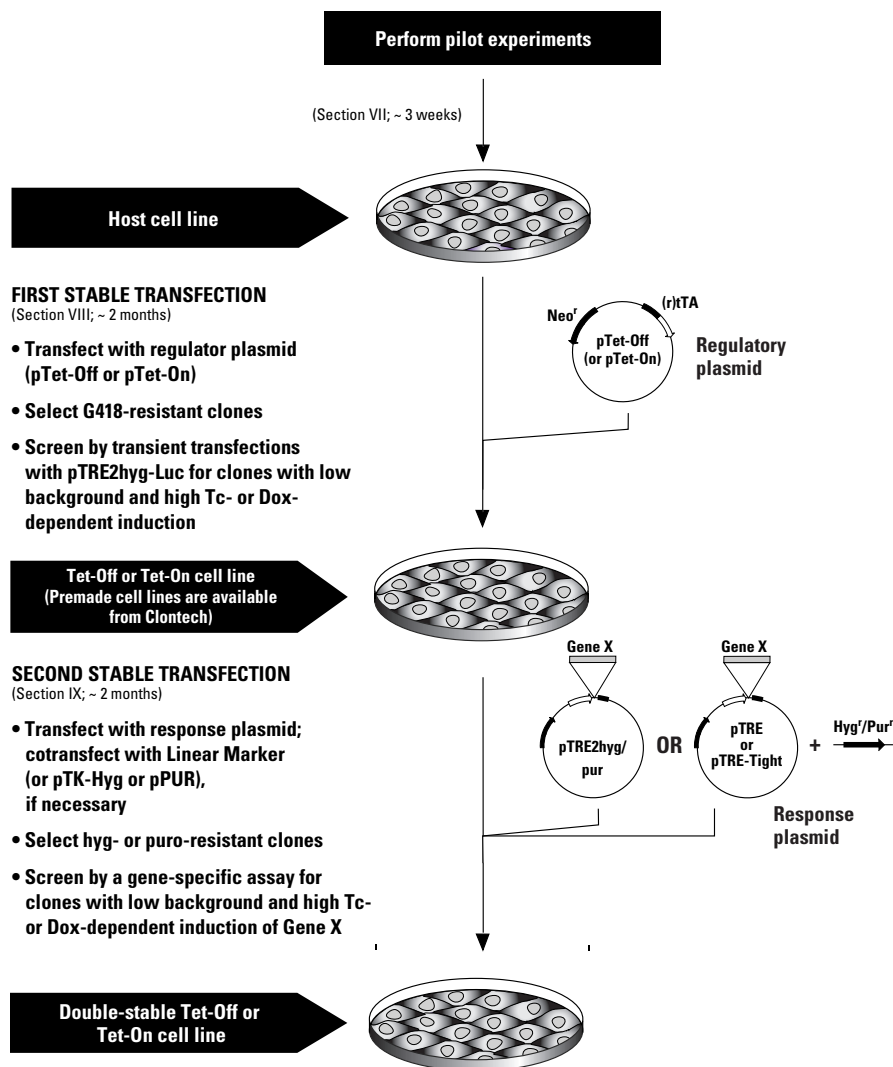 Perform pilot experiments
(Section VII; ~ 3 weeks)
Host cell line
FIRST STABLE TRANSFECTION
(Section VIII; ~ 2 months)
• Transfect with regulator plasmid
(pTet-Off or pTet-On)
• Select G418-resistant clones
• Screen by transient transfections
with pTRE2hyg-Luc for clones with low
background and high Tc- or Dox-
dependent induction
Neoʳ
(r)tTA
pTet-Off
(or pTet-On)
Regulatory
plasmid
Tet-Off or Tet-On cell line
(Premade cell lines are available
from Clontech)
SECOND STABLE TRANSFECTION
(Section IX; ~ 2 months)
• Transfect with response plasmid;
cotransfect with Linear Marker
(or pTK-Hyg or pPUR),
if necessary
• Select hyg- or puro-resistant clones
• Screen by a gene-specific assay for
clones with low background and high Tc-
or Dox-dependent induction of Gene X
Gene X
pTRE2hyg/
pur
OR
Gene X
pTRE
or
pTRE-Tight
+
Hygʳ/Purʳ
Response
plasmid
Double-stable Tet-Off or
Tet-On cell line